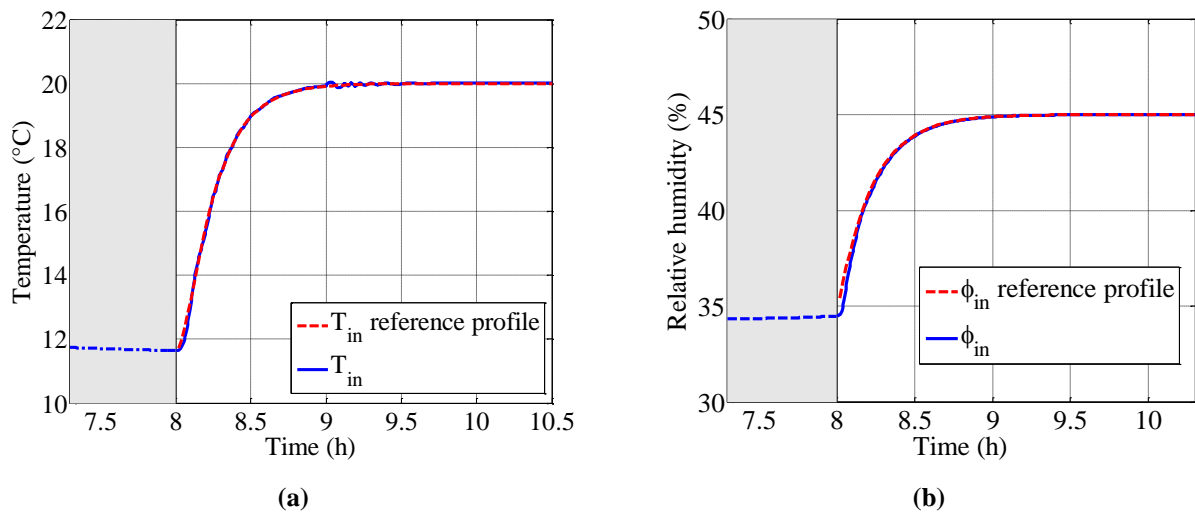 22
20
18
16
14
12
10
Temperature (°C)
7.5 8 8.5 9 9.5 10 10.5
Time (h)
T_in reference profile
T_in
(a)
50
45
40
35
30
Relative humidity (%)
7.5 8 8.5 9 9.5 10
Time (h)
ϕ_in reference profile
ϕ_in
(b)